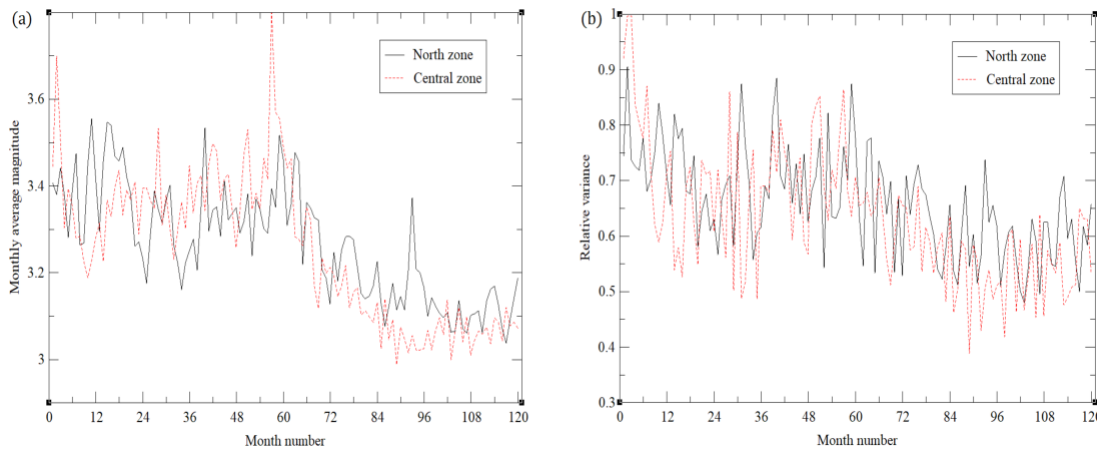 (a)
North zone
Central zone
Monthly average magnitude
3.6
3.4
3.2
3
0 12 24 36 48 60 72 84 96 108 120
Month number
(b)
North zone
Central zone
Relative variance
1
0.9
0.8
0.7
0.6
0.5
0.4
0.3
0 12 24 36 48 60 72 84 96 108 120
Month number